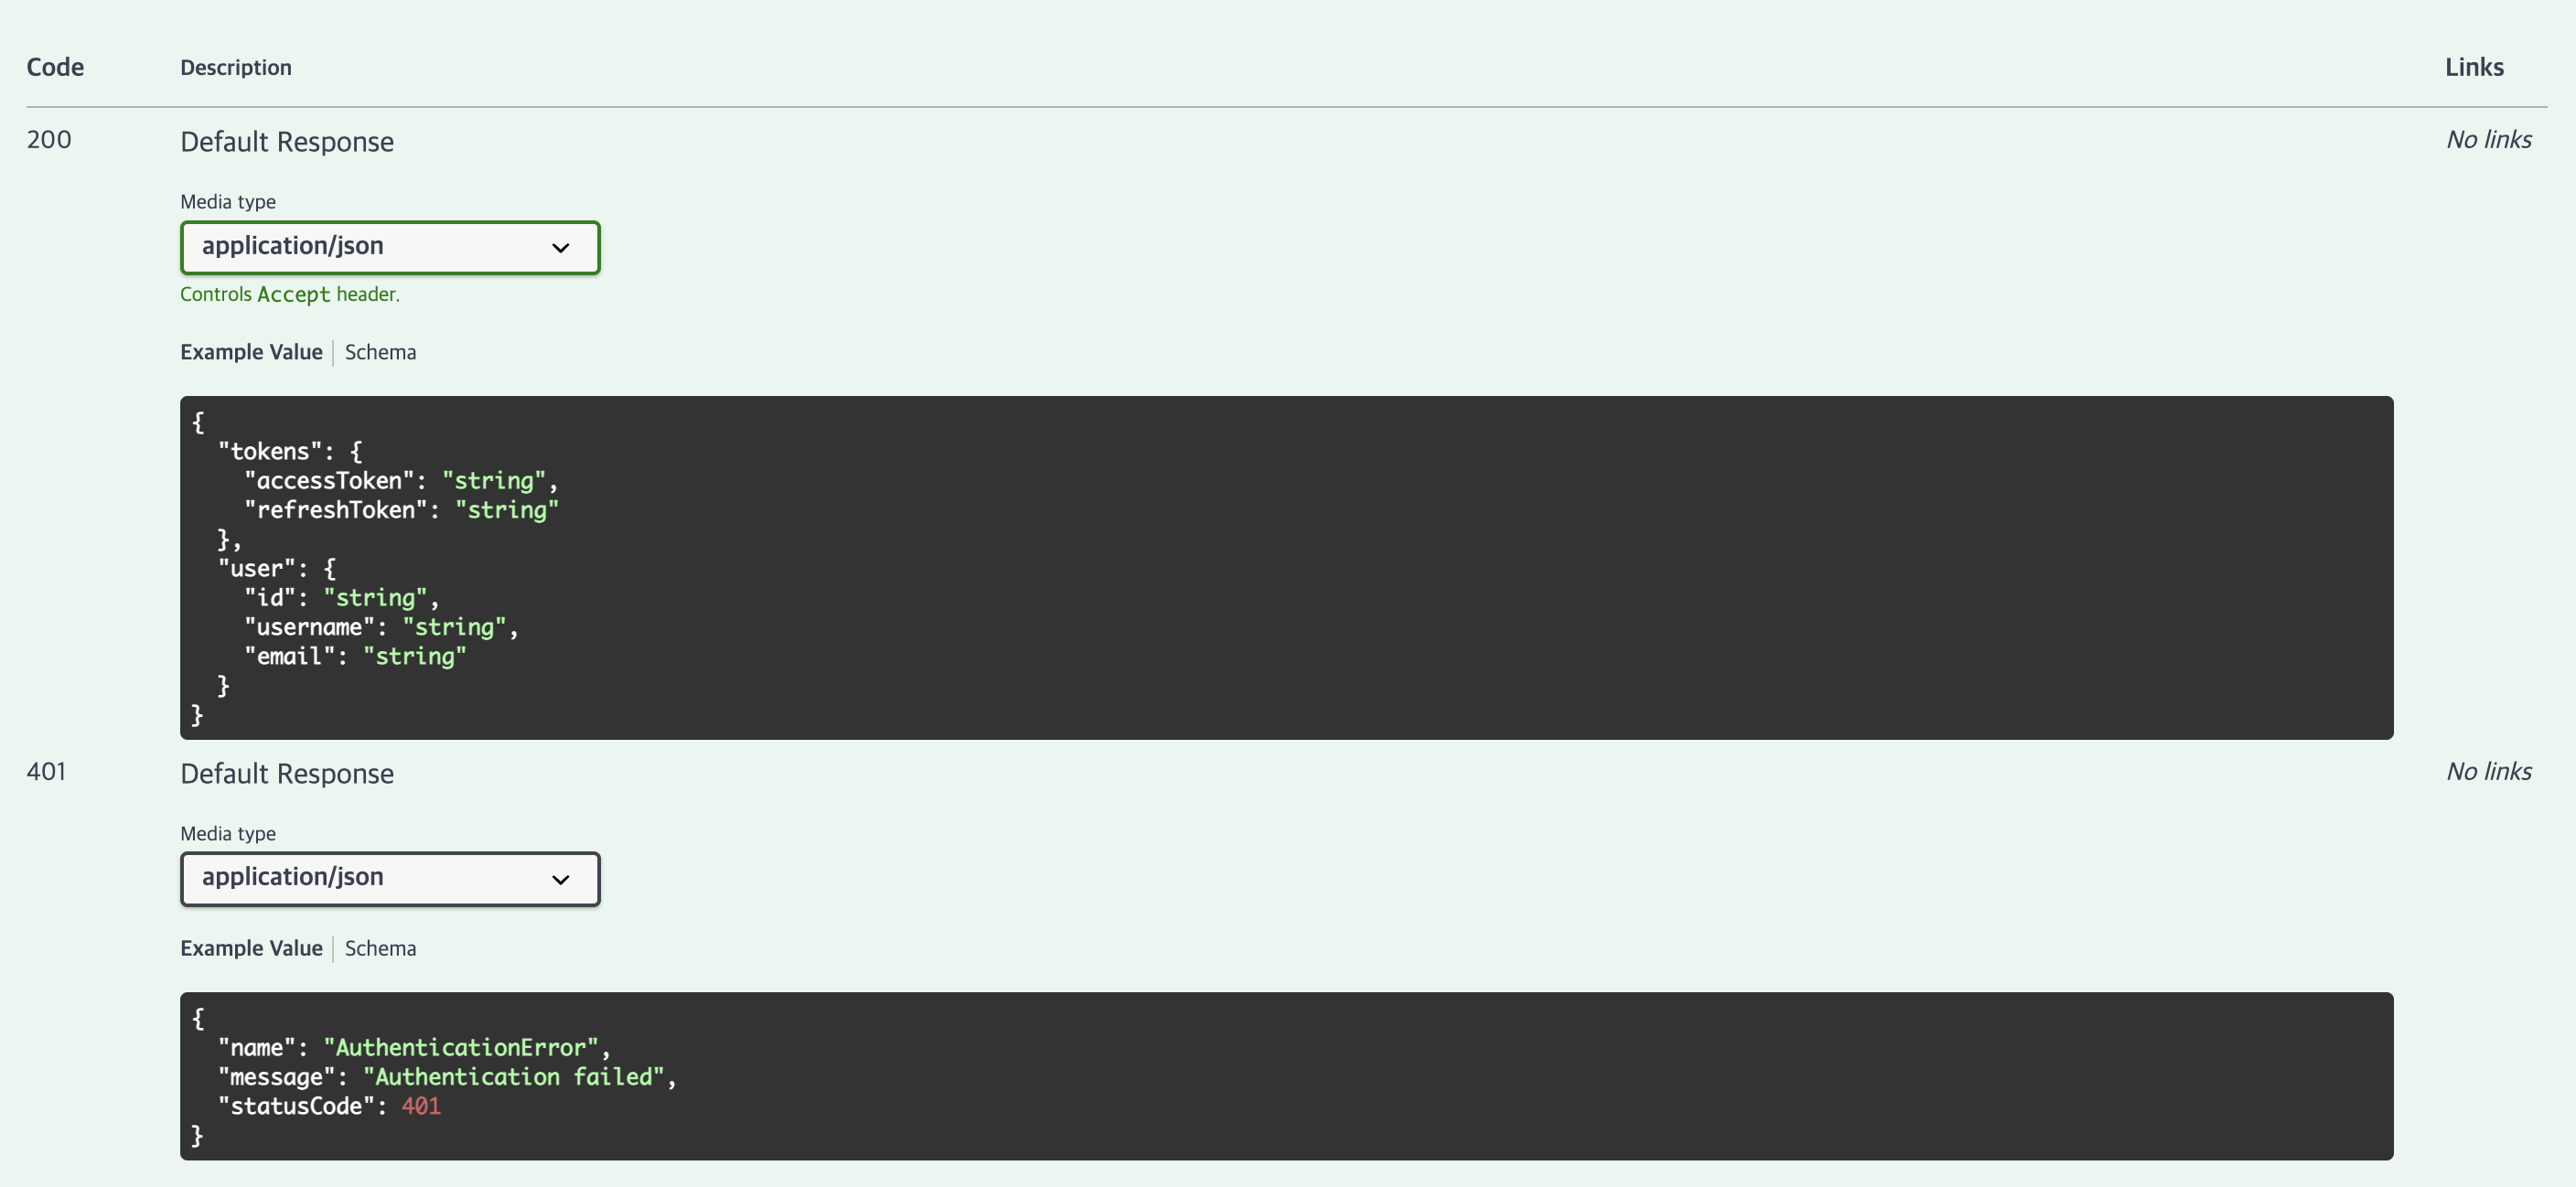 Code Description Links
200 Default Response No links
Media type
application/json
Controls Accept header.
Example Value Schema
{
  "tokens": {
    "accessToken": "string",
    "refreshToken": "string"
  },
  "user": {
    "id": "string",
    "username": "string",
    "email": "string"
  }
}
401 Default Response No links
Media type
application/json
Example Value Schema
{
  "name": "AuthenticationError",
  "message": "Authentication failed",
  "statusCode": 401
}